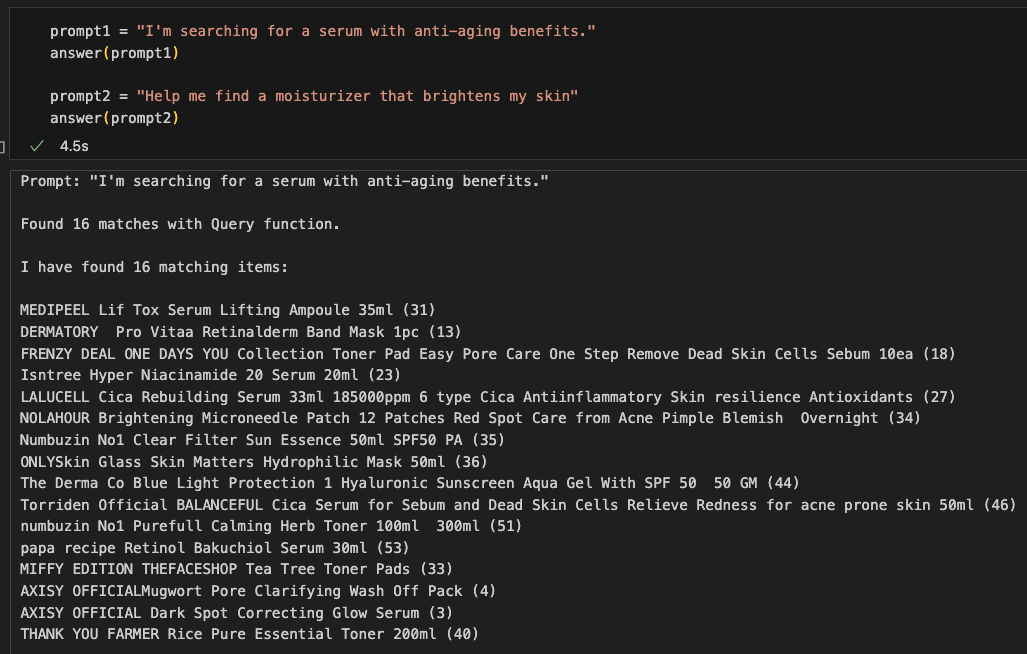 prompt1 = "I'm searching for a serum with anti-aging benefits."
answer(prompt1)
prompt2 = "Help me find a moisturizer that brightens my skin"
answer(prompt2)
4.5s
Prompt: "I'm searching for a serum with anti-aging benefits."
Found 16 matches with Query function.
I have found 16 matching items:
MEDIPEEL Lif Tox Serum Lifting Ampoule 35ml (31)
DERMATORY  Pro Vitaa Retinalderm Band Mask 1pc (13)
FRENZY DEAL ONE DAYS YOU Collection Toner Pad Easy Pore Care One Step Remove Dead Skin Cells Sebum 10ea (18)
Isntree Hyper Niacinamide 20 Serum 20ml (23)
LALUCELL Cica Rebuilding Serum 33ml 185000ppm 6 type Cica Antiinflammatory Skin resilience Antioxidants (27)
NOLAHOUR Brightening Microneedle Patch 12 Patches Red Spot Care from Acne Pimple Blemish  Overnight (34)
Numbuzin No1 Clear Filter Sun Essence 50ml SPF50 PA (35)
ONLYSkin Glass Skin Matters Hydrophilic Mask 50ml (36)
The Derma Co Blue Light Protection 1 Hyaluronic Sunscreen Aqua Gel With SPF 50  50 GM (44)
Torriden Official BALANCEFUL Cica Serum for Sebum and Dead Skin Cells Relieve Redness for acne prone skin 50ml (46)
numbuzin No1 Purefull Calming Herb Toner 100ml  300ml (51)
papa recipe Retinol Bakuchiol Serum 30ml (53)
MIFFY EDITION THEFACESHOP Tea Tree Toner Pads (33)
AXISY OFFICIALMugwort Pore Clarifying Wash Off Pack (4)
AXISY OFFICIAL Dark Spot Correcting Glow Serum (3)
THANK YOU FARMER Rice Pure Essential Toner 200ml (40)